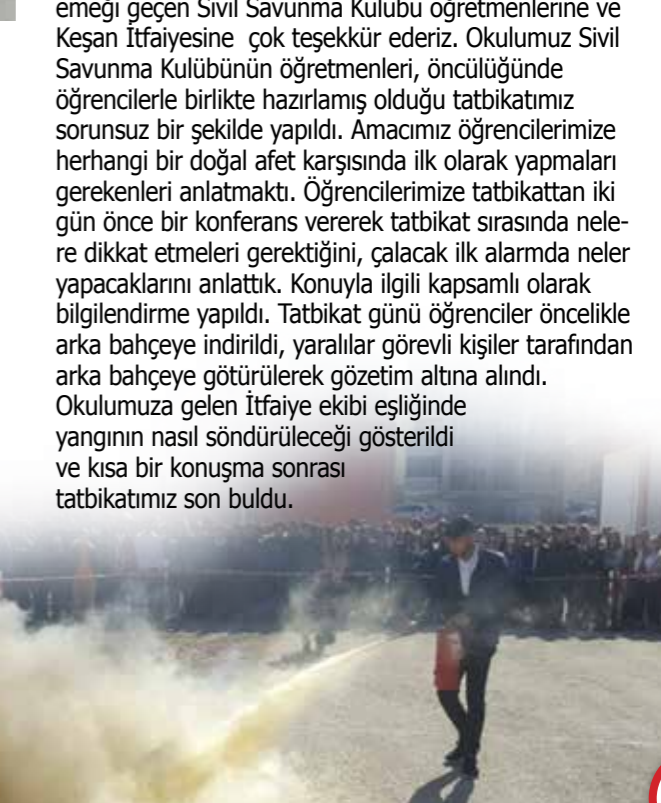 emeği geçen Sivil Savunma Kulübü öğretmenlerine ve
Keşan İtfaiyesine çok teşekkür ederiz. Okulumuz Sivil
Savunma Kulübünün öğretmenleri, öncülüğünde
öğrencilerle birlikte hazırlamış olduğu tatbikatımız
sorunsuz bir şekilde yapıldı. Amacımız öğrencilerimize
herhangi bir doğal afet karşısında ilk olarak yapmaları
gerekenleri anlatmaktı. Öğrencilerimize tatbikattan iki
gün önce bir konferans vererek tatbikat sırasında nele-
re dikkat etmeleri gerektiğini, çalacak ilk alarmda neler
yapacaklarını anlattık. Konuyla ilgili kapsamlı olarak
bilgilendirme yapıldı. Tatbikat günü öğrenciler öncelikle
arka bahçeye indirildi, yaralılar görevli kişiler tarafından
arka bahçeye götürülerek gözetim altına alındı.
Okulumuza gelen İtfaiye ekibi eşliğinde
yangının nasıl söndürüleceği gösterildi
ve kısa bir konuşma sonrası
tatbikatımız son buldu.